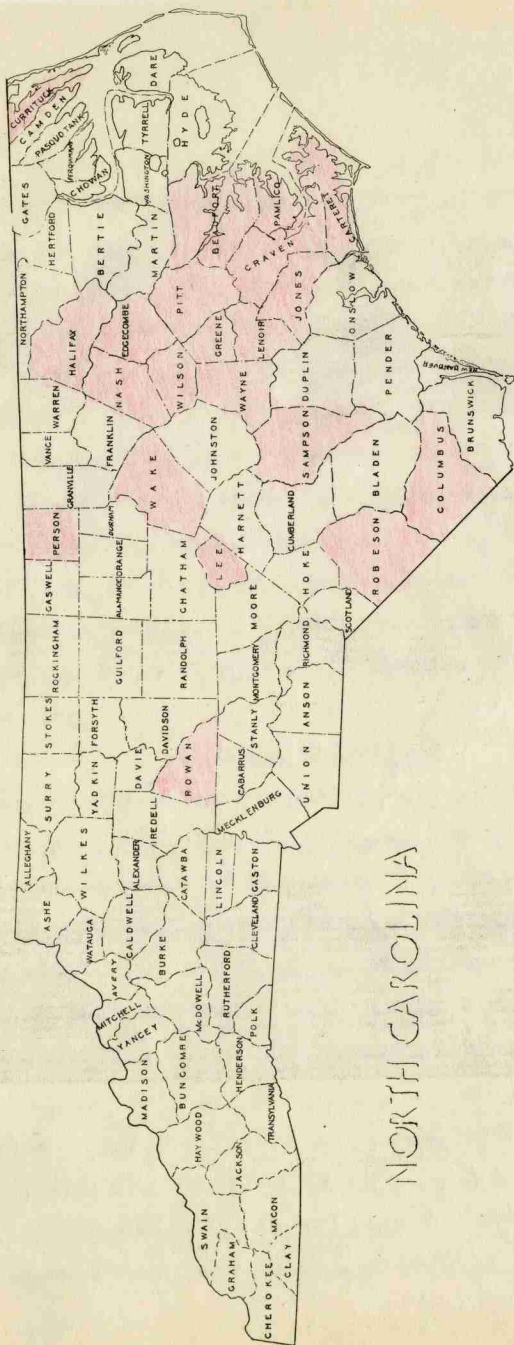 CHEROKEE
GRAHAM
CLAY
SWAIN
MACON
JACKSON
HAYWOOD
TRANSYLVANIA
MADISON
BUNCOMBE
HENDERSON
YANCEY
MITCHELL
AVERY
McDOWELL
RUTHERFORD
POLK
WATAUGA
CALDWELL
BURKE
CLEVELAND
ASHE
ALLEGHANY
WILKES
ALEXANDER
CATAWBA
LINCOLN
GASTON
SURRY
YADKIN
IREDELL
DAVIE
ROWAN
MECKLENBURG
CABARRUS
UNION
STOKES
FORSYTH
DAVIDSON
STANLY
ANSON
ROCKINGHAM
GUILFORD
RANDOLPH
MONTGOMERY
RICHMOND
CASWELL
ALAMANCE
ORANGE
CHATHAM
MOORE
HOKE
SCOTLAND
PERSON
DURHAM
LEE
HARNETT
CUMBERLAND
ROBESON
GRANVILLE
VANCE
WARREN
FRANKLIN
WAKE
JOHNSTON
SAMPSON
BLADEN
COLUMBUS
BRUNSWICK
NORTHAMPTON
HALIFAX
NASH
EDGECOMBE
WILSON
WAYNE
GREENE
LENOIR
DUPLIN
PENDER
NEW HANOVER
GATES
HERTFORD
BERTIE
MARTIN
PITT
BEAUFORT
CRAVEN
JONES
ONSLOW
PAMLICO
CARTERET
CURRITUCK
CAMDEN
PASQUOTANK
PERQUIMANS
CHOWAN
WASHINGTON
TYRRELL
DARE
HYDE
NORTH CAROLINA